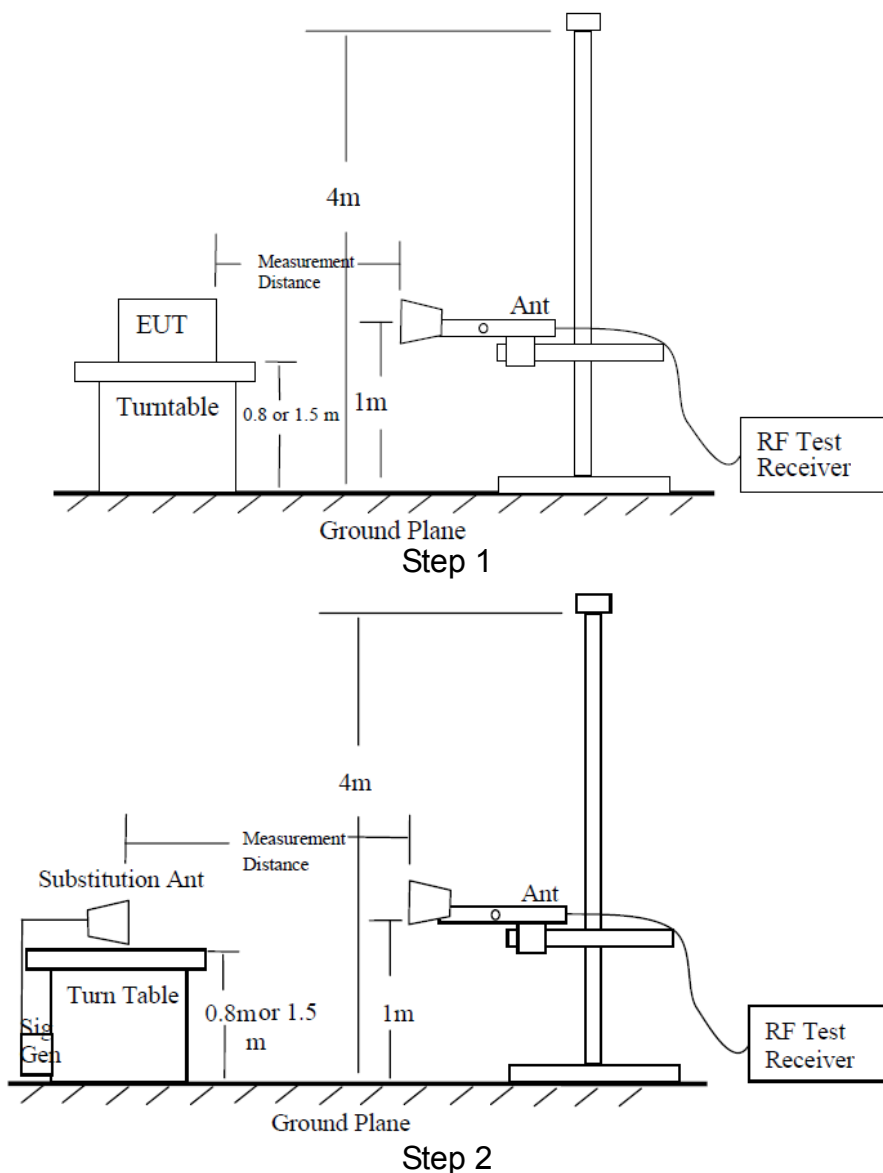 4m
Measurement
Distance
EUT
Ant
Turntable
0.8 or 1.5 m
1m
RF Test
Receiver
Ground Plane
Step 1
4m
Measurement
Distance
Substitution Ant
Ant
Turn Table
0.8m or 1.5
m
1m
Sig
Gen
RF Test
Receiver
Ground Plane
Step 2